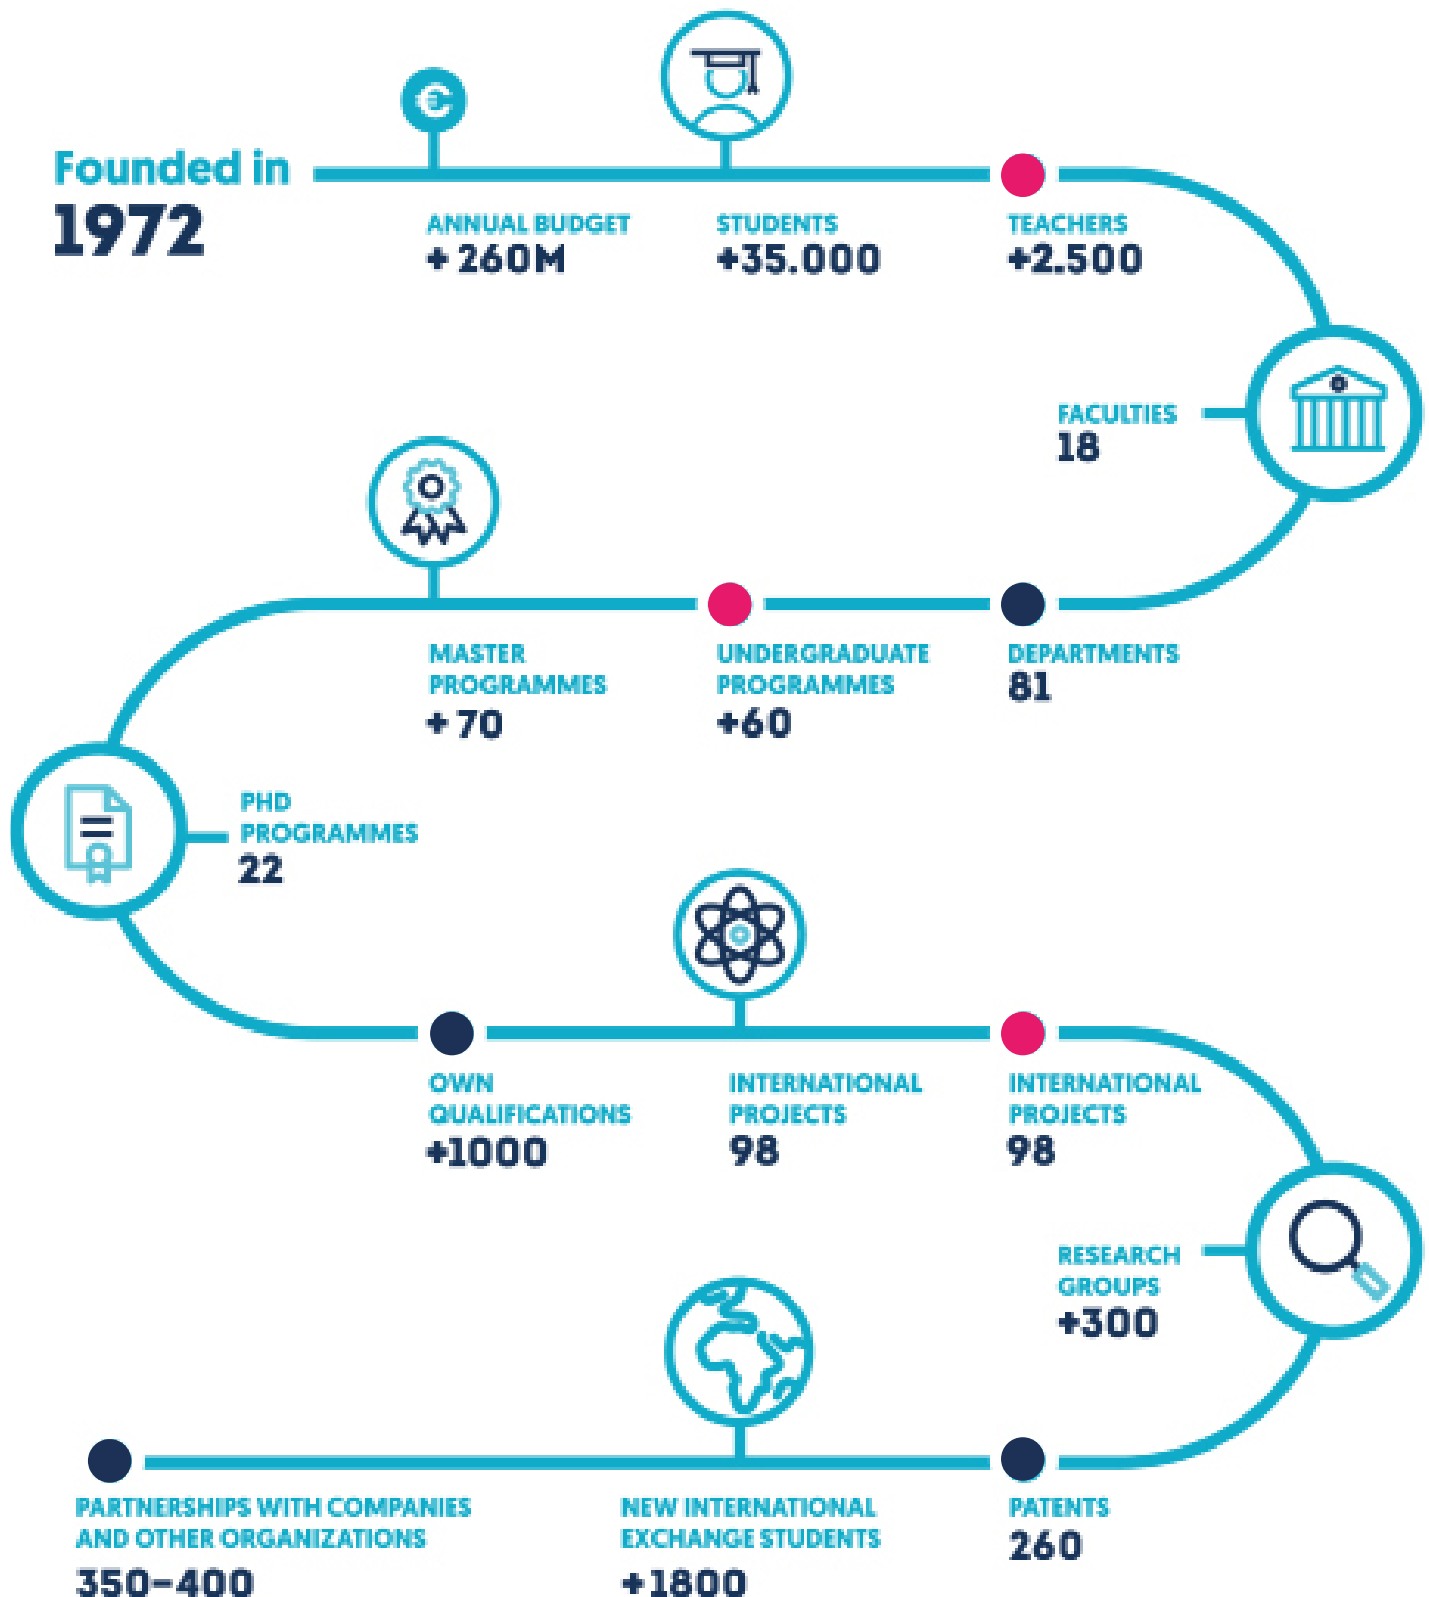 Founded in
1972
ANNUAL BUDGET
+ 260M
STUDENTS
+35.000
TEACHERS
+2.500
FACULTIES
18
DEPARTMENTS
81
UNDERGRADUATE
PROGRAMMES
+60
MASTER
PROGRAMMES
+ 70
PHD
PROGRAMMES
22
OWN
QUALIFICATIONS
+1000
INTERNATIONAL
PROJECTS
98
INTERNATIONAL
PROJECTS
98
RESEARCH
GROUPS
+300
PATENTS
260
NEW INTERNATIONAL
EXCHANGE STUDENTS
+1800
PARTNERSHIPS WITH COMPANIES
AND OTHER ORGANIZATIONS
350-400